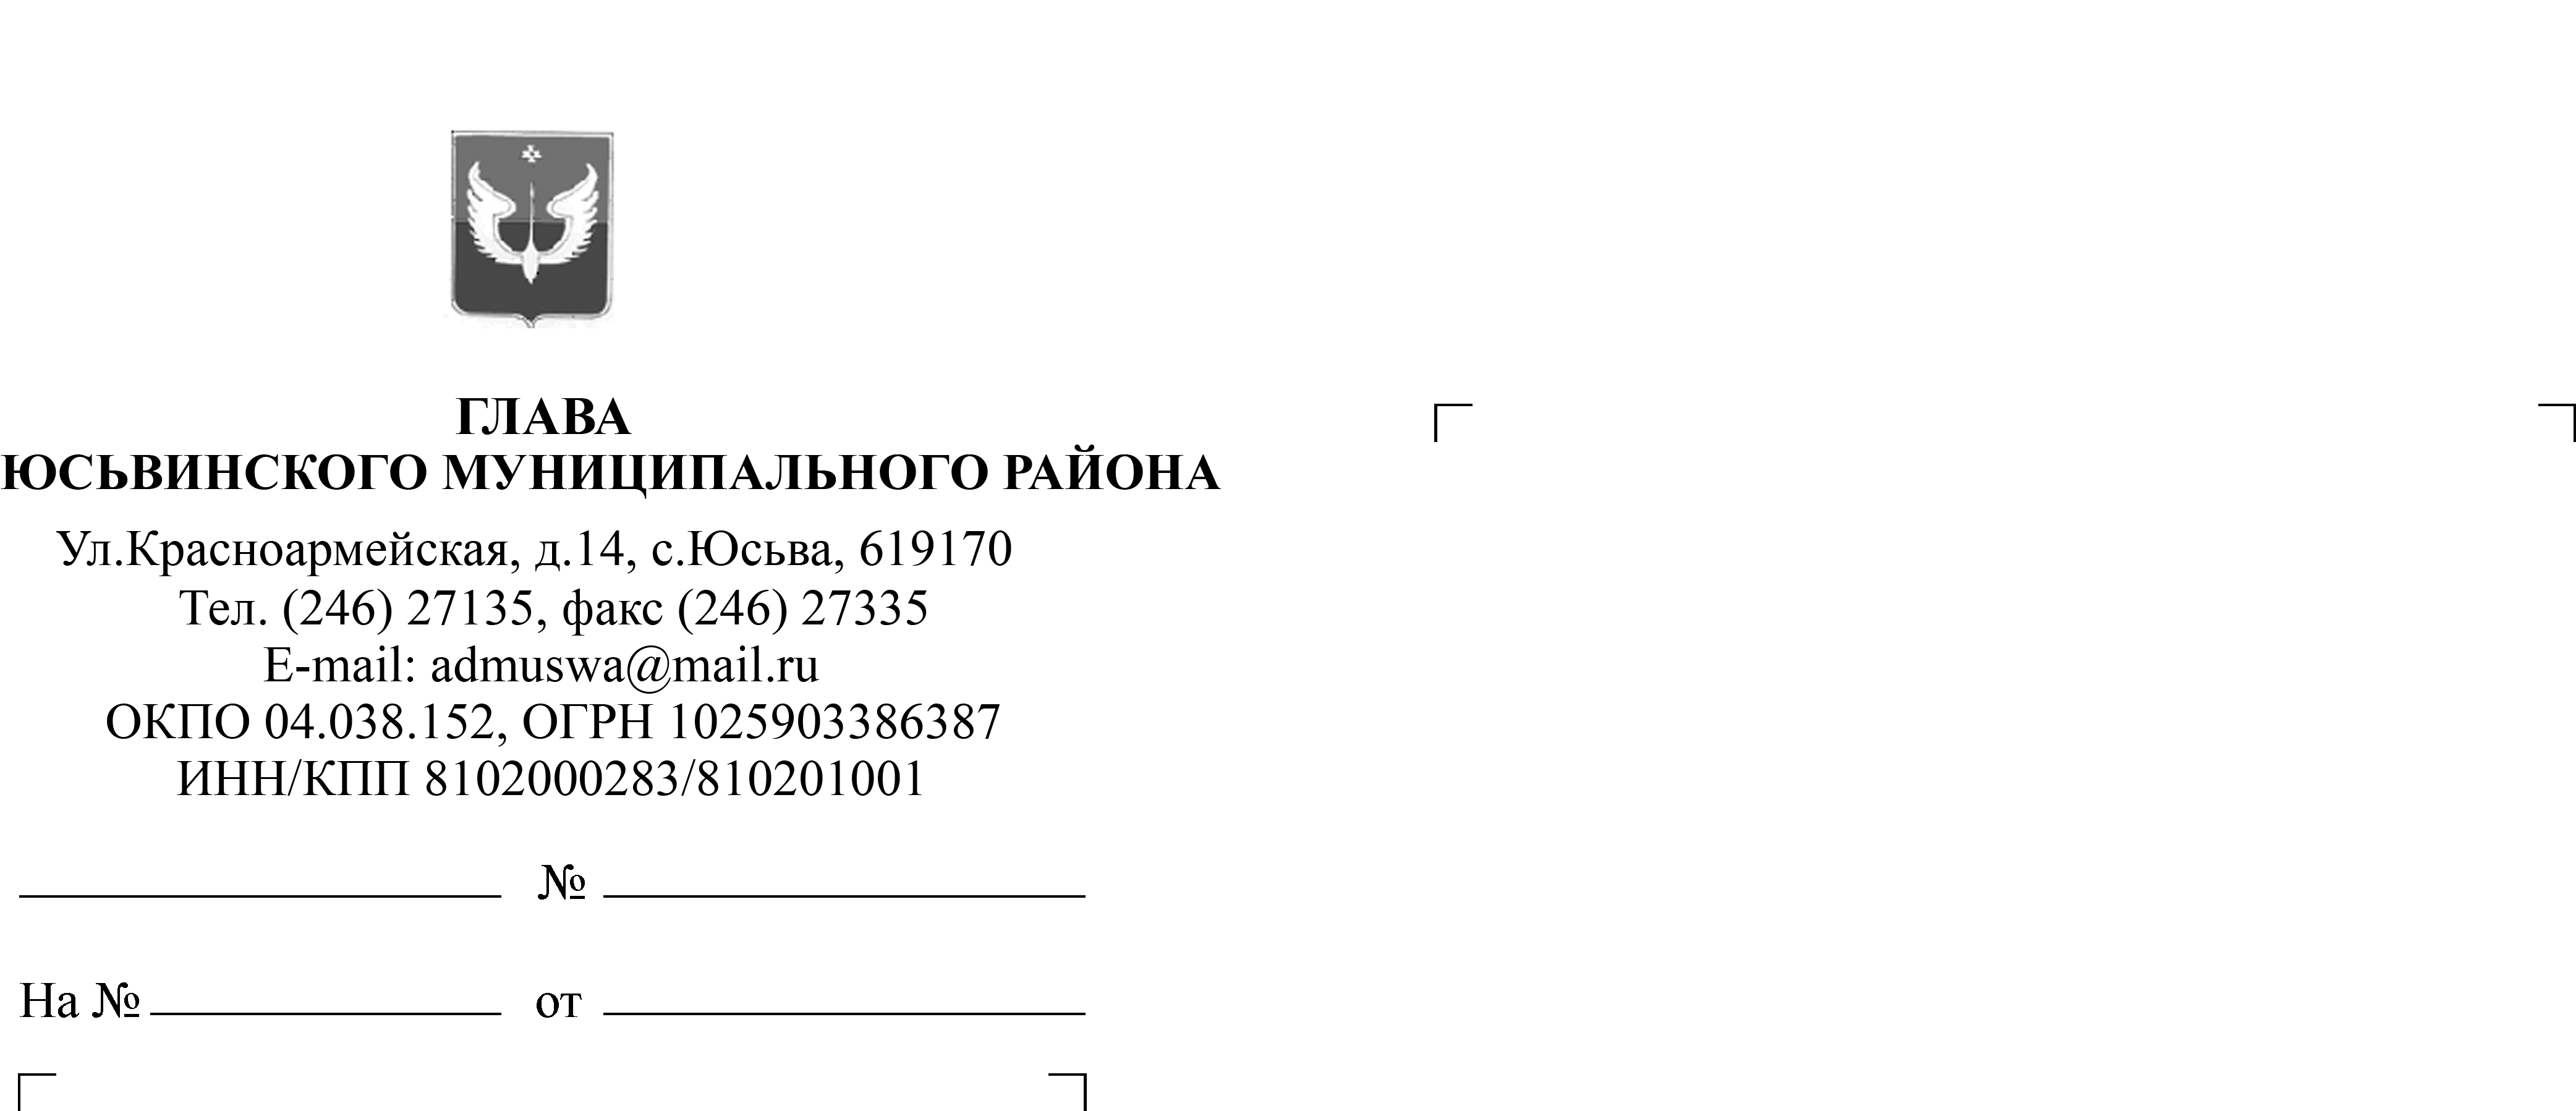 ГЛАВА
ЮСЬВИНСКОГО МУНИЦИПАЛЬНОГО РАЙОНА
Ул.Красноармейская, д.14, с.Юсьва, 619170
Тел. (246) 27135, факс (246) 27335
E-mail: admuswa@mail.ru
ОКПО 04.038.152, ОГРН 1025903386387
ИНН/КПП 8102000283/810201001
№
На № от